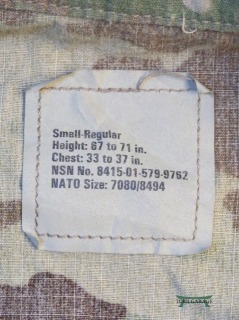 Small-Regular
Height: 67 to 71 in.
Chest: 33 to 37 in.
NSN No. 8415-01-579-9762
NATO Size: 7080/8494